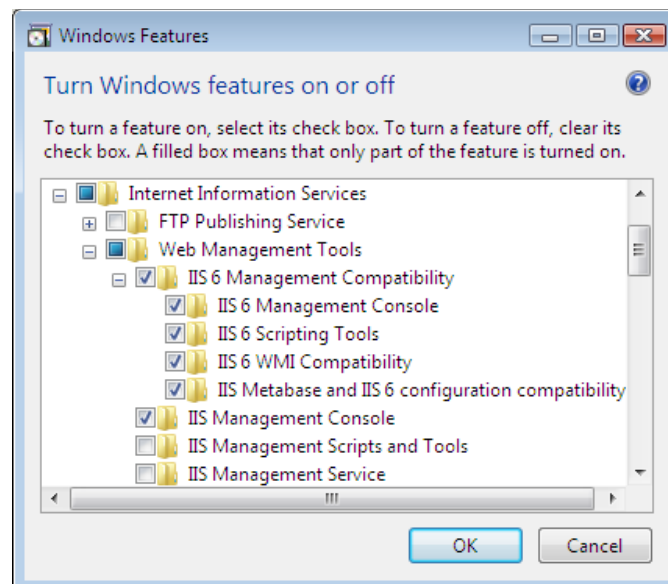 Windows Features
Turn Windows features on or off
To turn a feature on, select its check box. To turn a feature off, clear its
check box. A filled box means that only part of the feature is turned on.
Internet Information Services
FTP Publishing Service
Web Management Tools
IIS 6 Management Compatibility
IIS 6 Management Console
IIS 6 Scripting Tools
IIS 6 WMI Compatibility
IIS Metabase and IIS 6 configuration compatibility
IIS Management Console
IIS Management Scripts and Tools
IIS Management Service
OK
Cancel